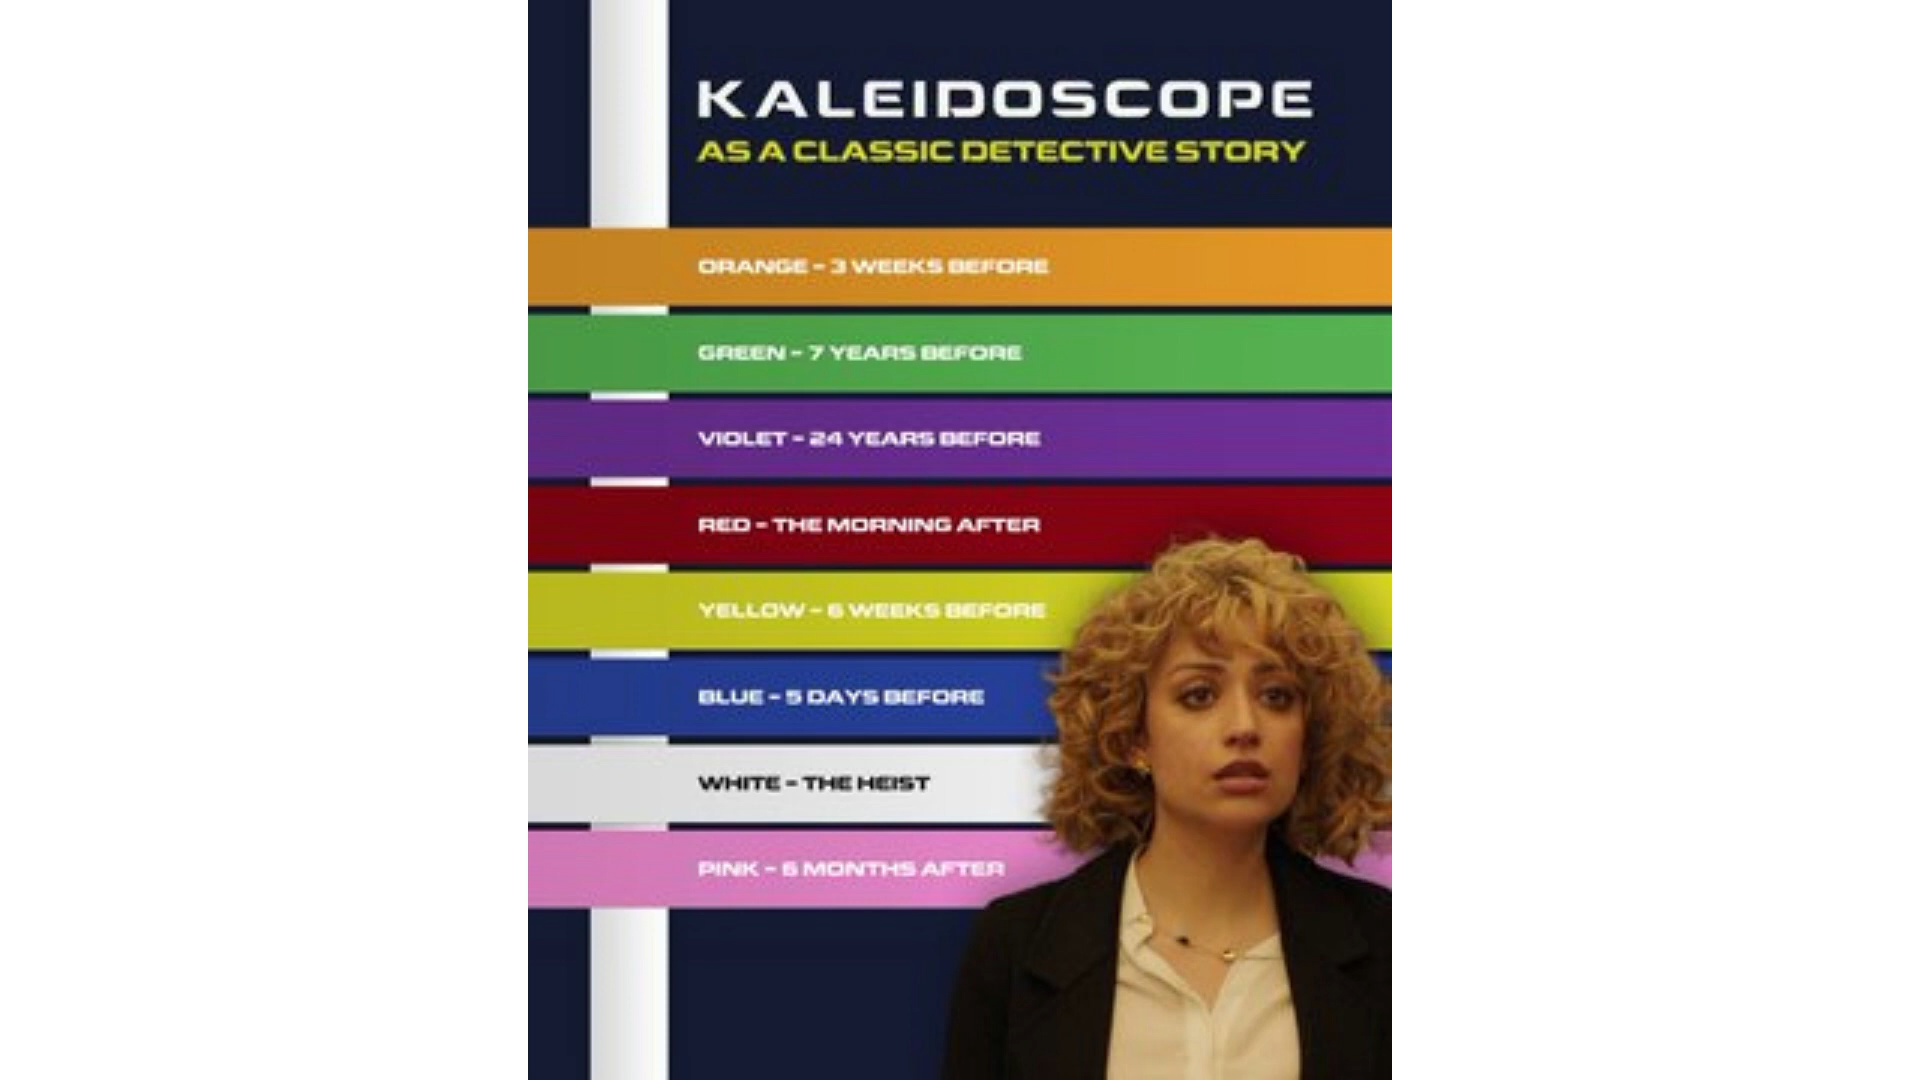 KALEIDOSCOPE
AS A CLASSIC DETECTIVE STORY
ORANGE - 3 WEEKS BEFORE
GREEN - 7 YEARS BEFORE
VIOLET - 24 YEARS BEFORE
RED - THE MORNING AFTER
YELLOW - 6 WEEKS BEFORE
BLUE - 5 DAYS BEFORE
WHITE - THE HEIST
PINK - 6 MONTHS AFTER